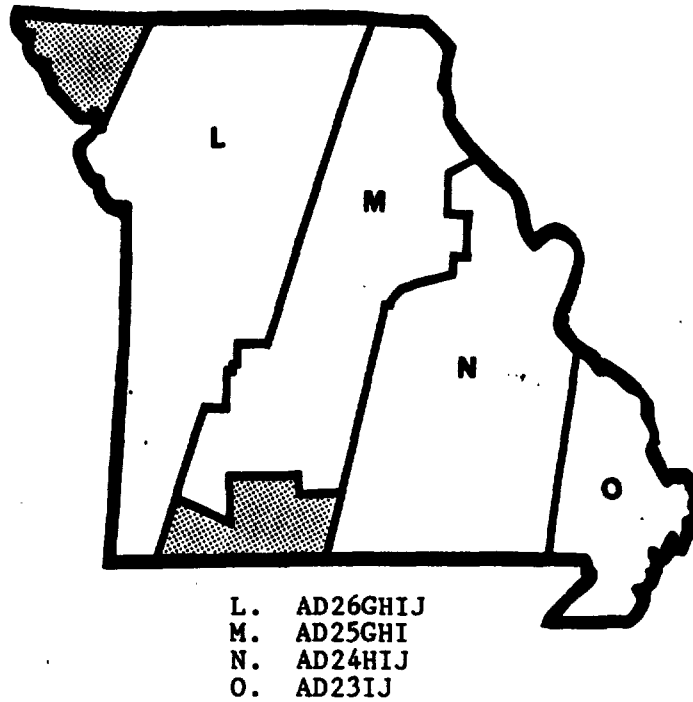 L
M
N
O
L. AD26GHIJ
M. AD25GHI
N. AD24HIJ
O. AD23IJ